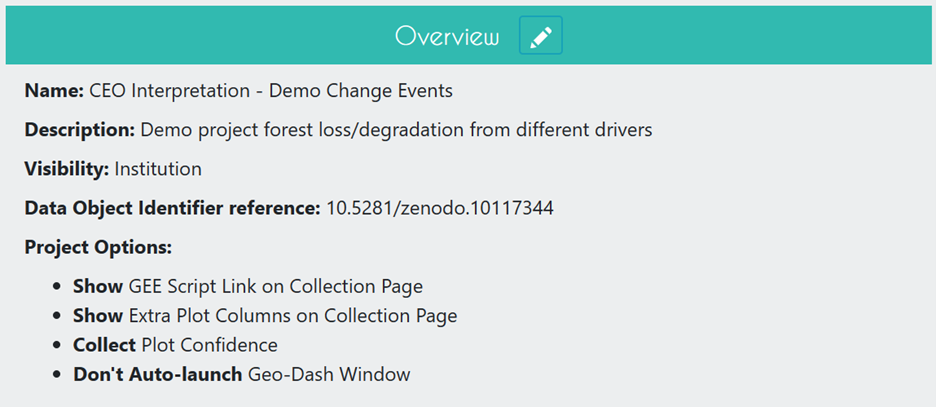 Overview
Name: CEO Interpretation - Demo Change Events
Description: Demo project forest loss/degradation from different drivers
Visibility: Institution
Data Object Identifier reference: 10.5281/zenodo.10117344
Project Options:
• Show GEE Script Link on Collection Page
• Show Extra Plot Columns on Collection Page
• Collect Plot Confidence
• Don't Auto-launch Geo-Dash Window